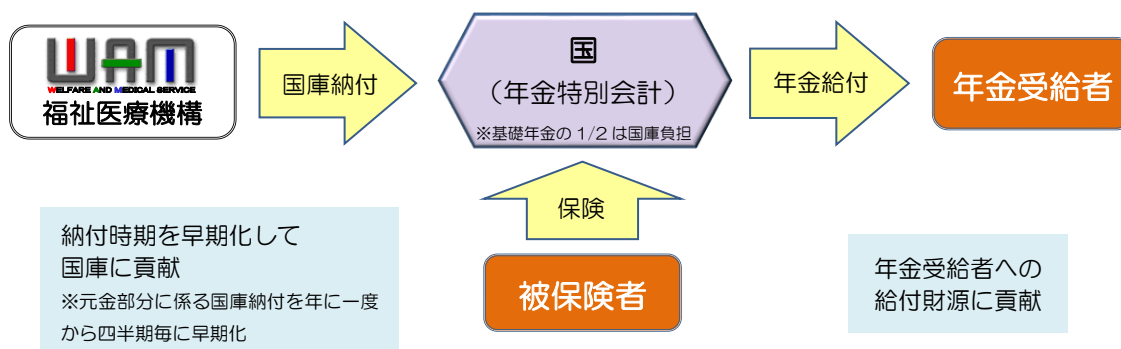 WAM
WELFARE AND MEDICAL SERVICE
福祉医療機構
国庫納付
国
（年金特別会計）
※基礎年金の1/2は国庫負担
年金給付
年金受給者
保険
被保険者
納付時期を早期化して
国庫に貢献
※元金部分に係る国庫納付を年に一度
から四半期毎に早期化
年金受給者への
給付財源に貢献